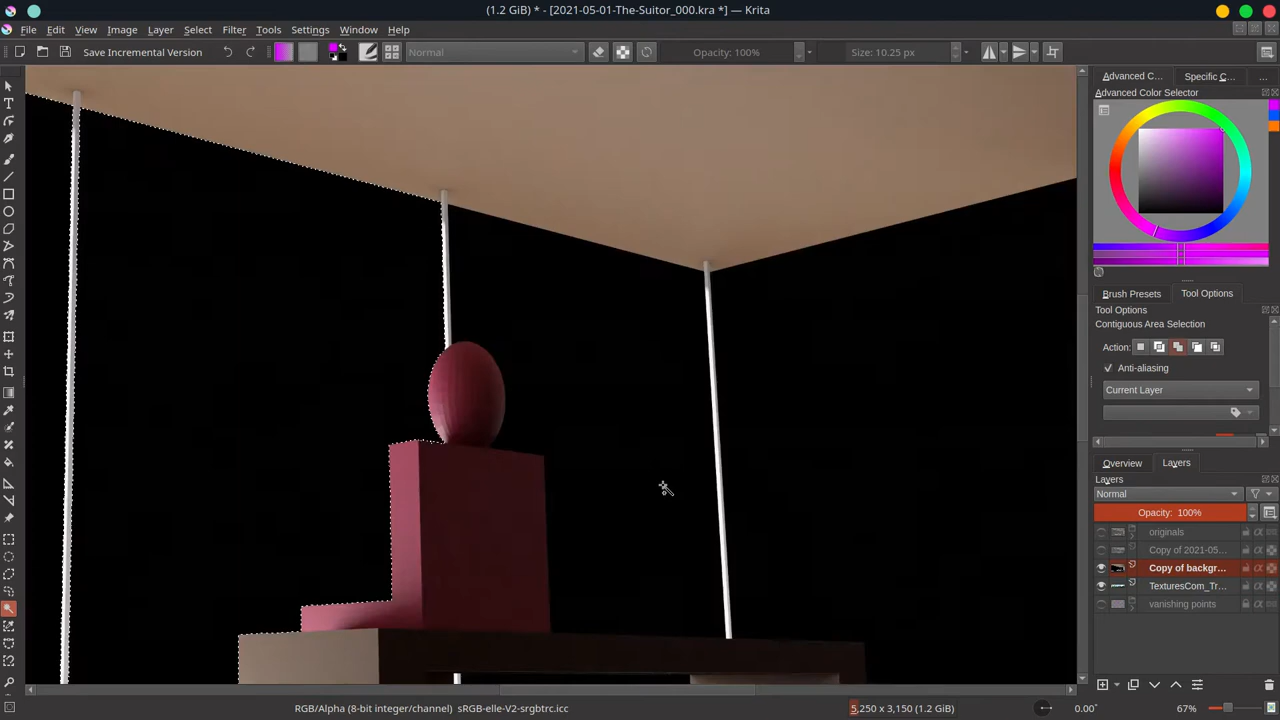 (1.2 GiB) * - [2021-05-01-The-Suitor_000.kra *] — Krita
File Edit View Image Layer Select Filter Tools Settings Window Help
Save Incremental Version Normal Opacity: 100% Size: 10.25 px
Advanced C... Specific C... ...
Advanced Color Selector
Brush Presets Tool Options
Tool Options
Contiguous Area Selection
Action:
Anti-aliasing
Current Layer
Overview Layers
Layers
Normal
Opacity: 100%
originals
Copy of 2021-05...
Copy of backgr...
TexturesCom_Tr...
vanishing points
RGB/Alpha (8-bit integer/channel) sRGB-elle-V2-srgbtrc.icc 5,250 x 3,150 (1.2 GiB) 0.00° 67%